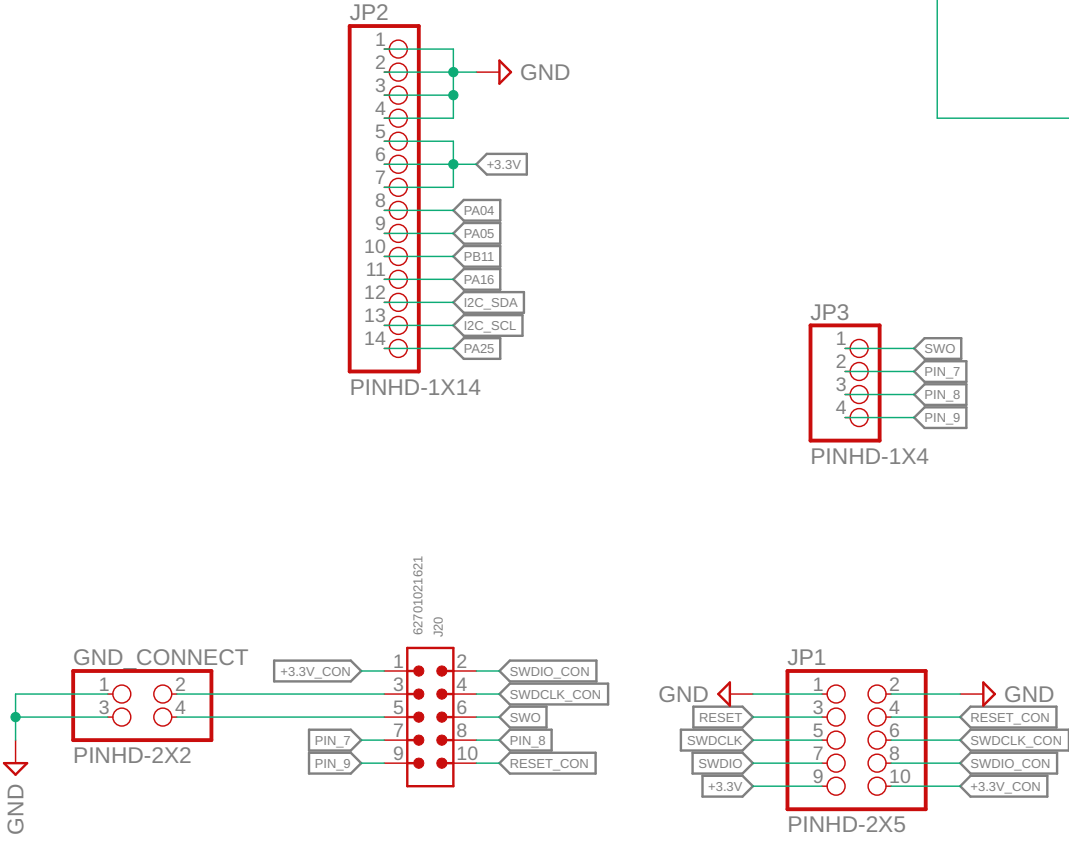 JP2
1
2
3
4
5
6
7
8
9
10
11
12
13
14
GND
+3.3V
PA04
PA05
PB11
PA16
I2C_SDA
I2C_SCL
PA25
PINHD-1X14
JP3
1
2
3
4
SWO
PIN_7
PIN_8
PIN_9
PINHD-1X4
GND_CONNECT
1 2
3 4
PINHD-2X2
GND
62701021621
J20
+3.3V_CON 1 2 SWDIO_CON
3 4 SWDCLK_CON
5 6 SWO
PIN_7 7 8 PIN_8
PIN_9 9 10 RESET_CON
JP1
GND 1 2 GND
RESET 3 4 RESET_CON
SWDCLK 5 6 SWDCLK_CON
SWDIO 7 8 SWDIO_CON
+3.3V 9 10 +3.3V_CON
PINHD-2X5